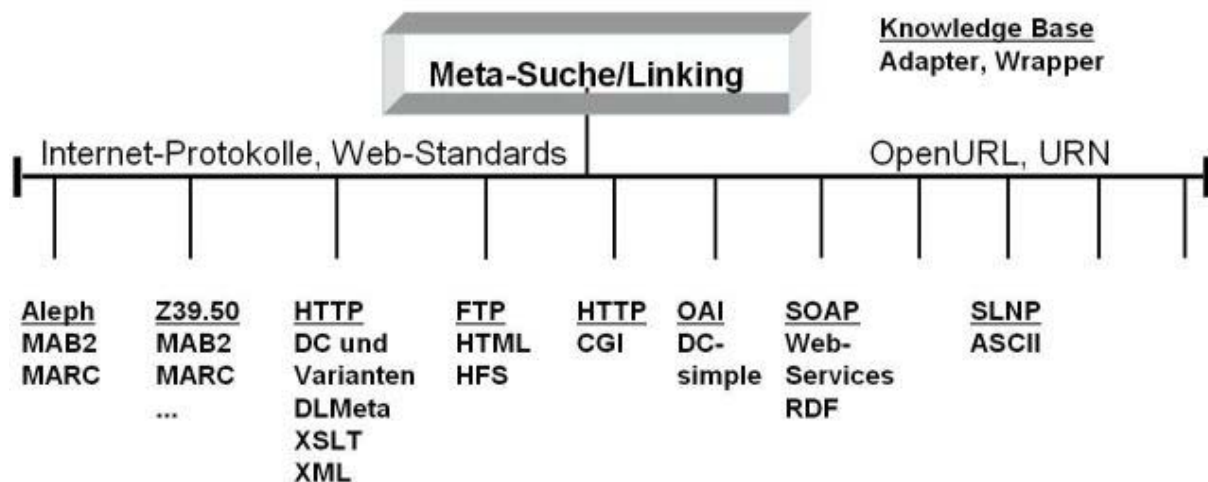 Meta-Suche/Linking
Knowledge Base
Adapter, Wrapper
Internet-Protokolle, Web-Standards
OpenURL, URN
Aleph
MAB2
MARC
Z39.50
MAB2
MARC
...
HTTP
DC und
Varianten
DLMeta
XSLT
XML
FTP
HTML
HFS
HTTP
CGI
OAI
DC-
simple
SOAP
Web-
Services
RDF
SLNP
ASCII